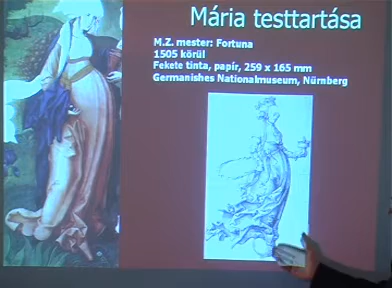 Mária testtartása
M.Z. mester: Fortuna
1505 körül
Fekete tinta, papír, 259 x 165 mm
Germanishes Nationalmuseum, Nürnberg